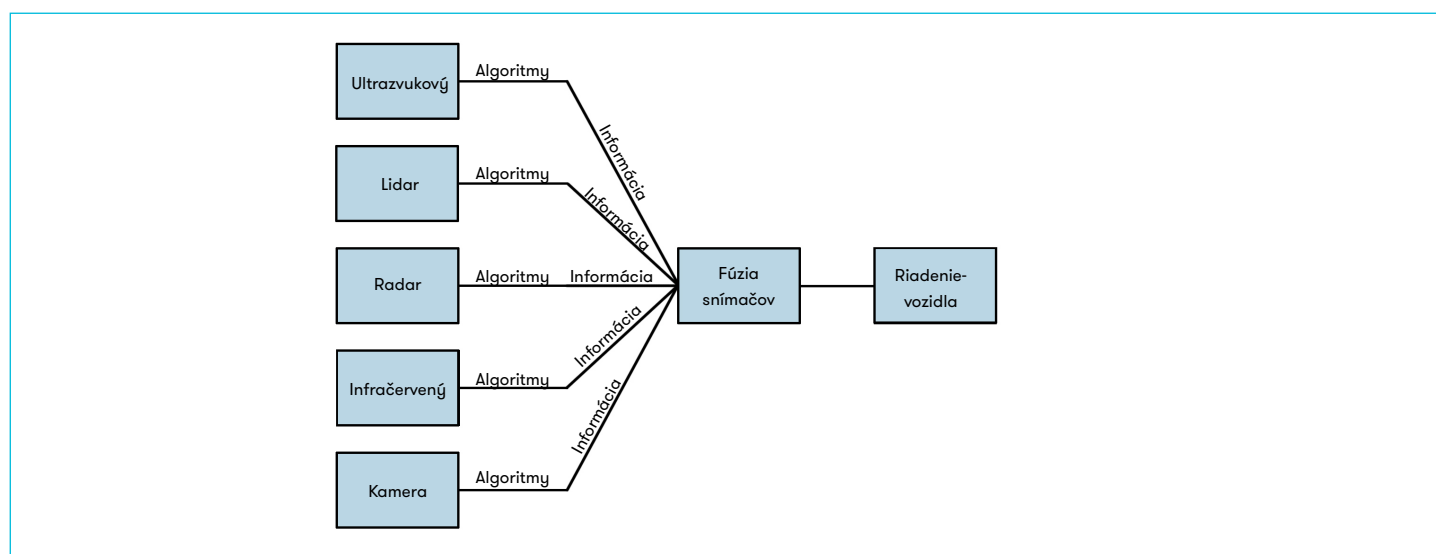 Ultrazvukový
Algoritmy
Informácia
Lidar
Algoritmy
Informácia
Radar
Algoritmy
Informácia
Fúzia
snímačov
Riadenie-
vozidla
Infračervený
Algoritmy
Informácia
Kamera
Algoritmy
Informácia